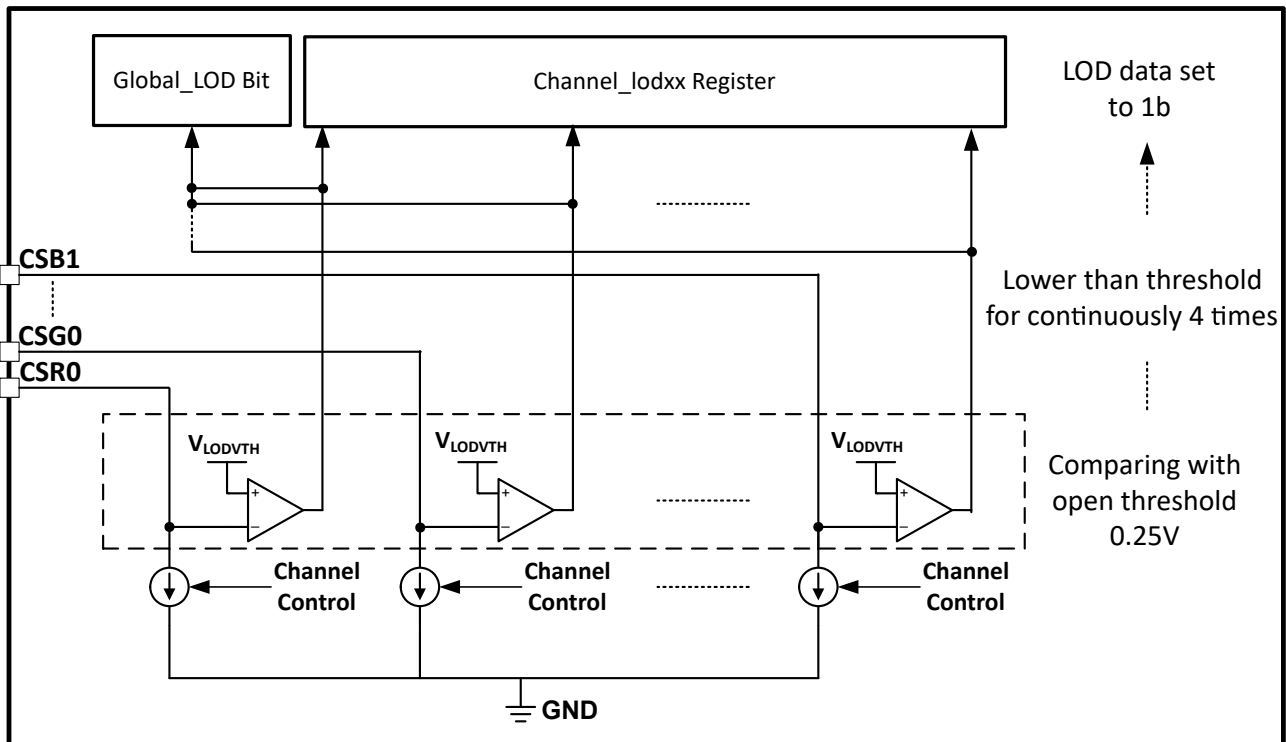 Global_LOD Bit
Channel_lodxx Register
LOD data set
to 1b
CSB1
CSG0
CSR0
Lower than threshold
for continuously 4 times
VLODVTH
VLODVTH
VLODVTH
+
−
+
−
+
−
Comparing with
open threshold
0.25V
Channel
Control
Channel
Control
Channel
Control
GND